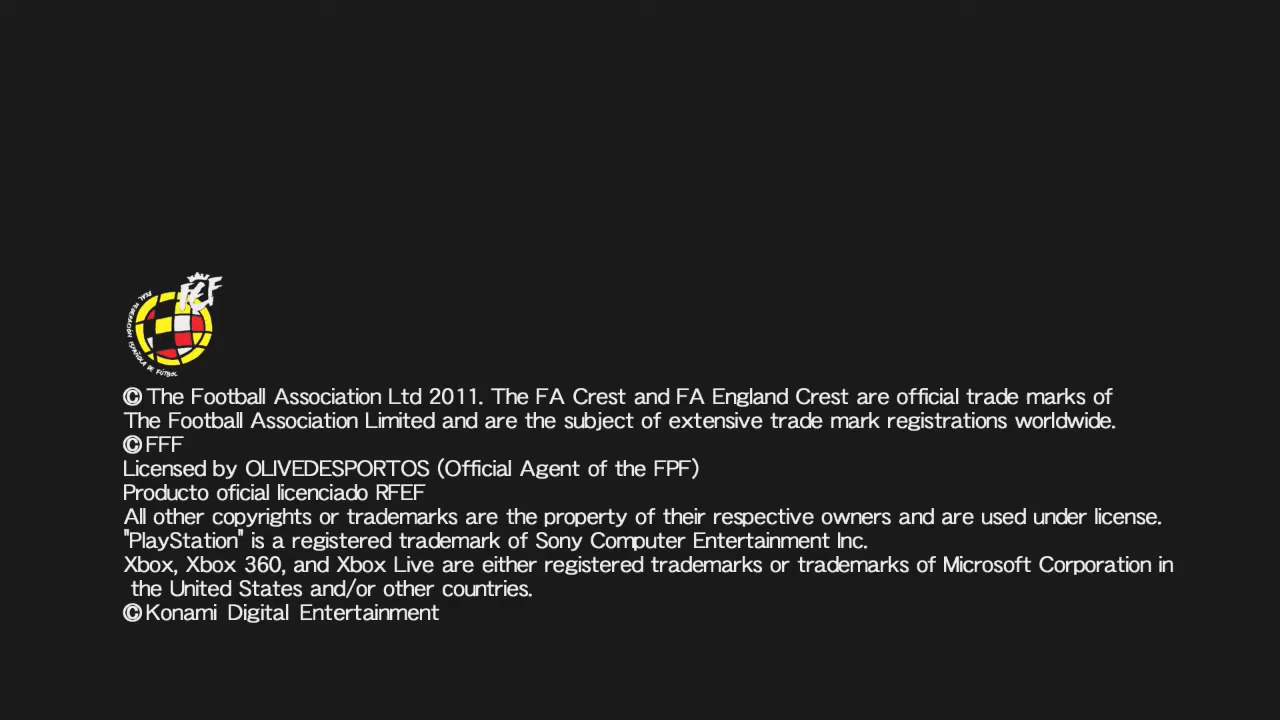 REAL FEDERACIÓN ESPAÑOLA DE FÚTBOL
©The Football Association Ltd 2011. The FA Crest and FA England Crest are official trade marks of
The Football Association Limited and are the subject of extensive trade mark registrations worldwide.
©FFF
Licensed by OLIVEDESPORTOS (Official Agent of the FPF)
Producto oficial licenciado RFEF
All other copyrights or trademarks are the property of their respective owners and are used under license.
"PlayStation" is a registered trademark of Sony Computer Entertainment Inc.
Xbox, Xbox 360, and Xbox Live are either registered trademarks or trademarks of Microsoft Corporation in
the United States and/or other countries.
©Konami Digital Entertainment